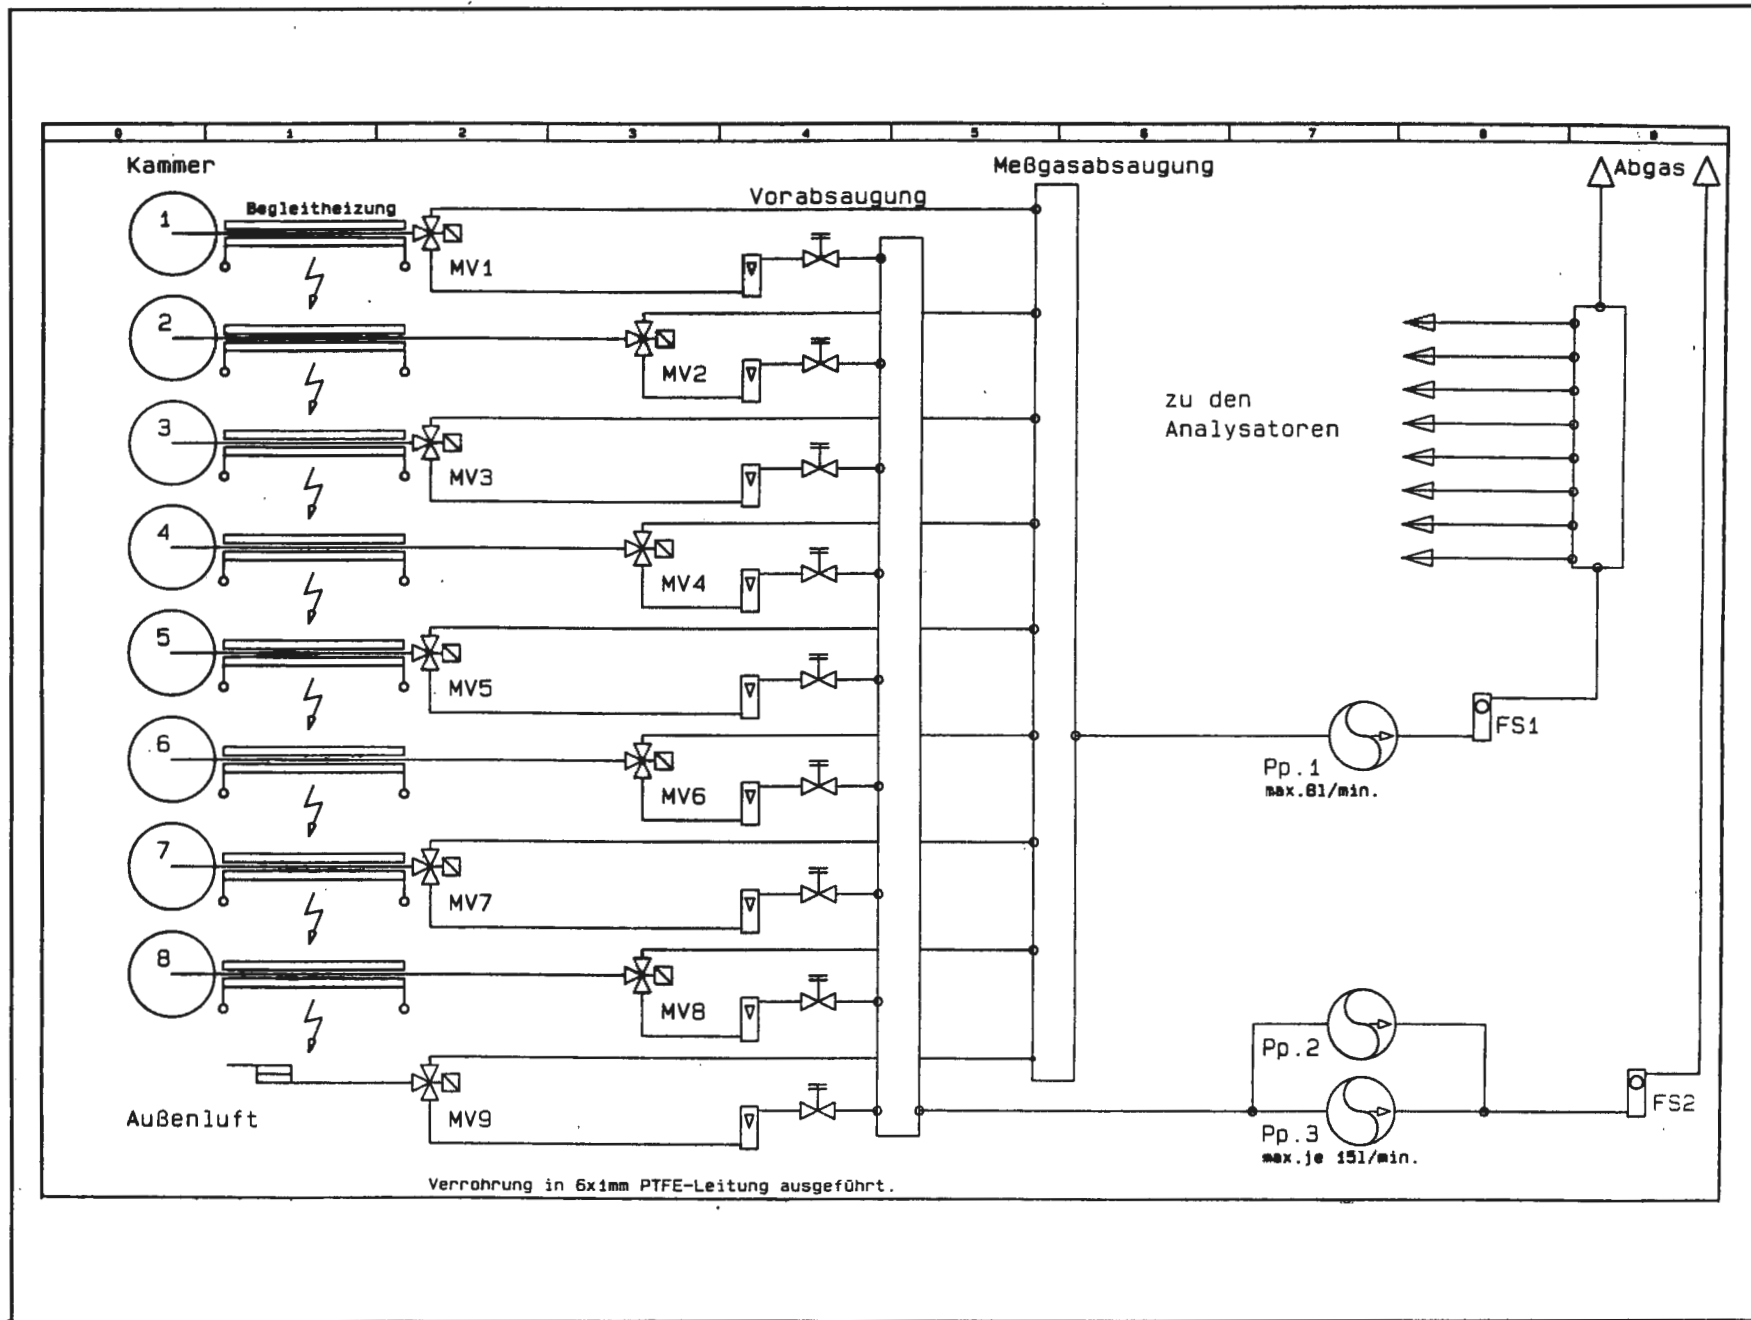 0 1 2 3 4 5 6 7 8 9
Kammer
Meßgasabsaugung
Abgas
Vorabsaugung
Begleitheizung
1
MV1
2
MV2
3
MV3
zu den
Analysatoren
4
MV4
5
MV5
6
MV6
Pp.1
max.8l/min.
FS1
7
MV7
8
MV8
Pp.2
Außenluft
MV9
Pp.3
max.je 15l/min.
FS2
Verrohrung in 6x1mm PTFE-Leitung ausgeführt.